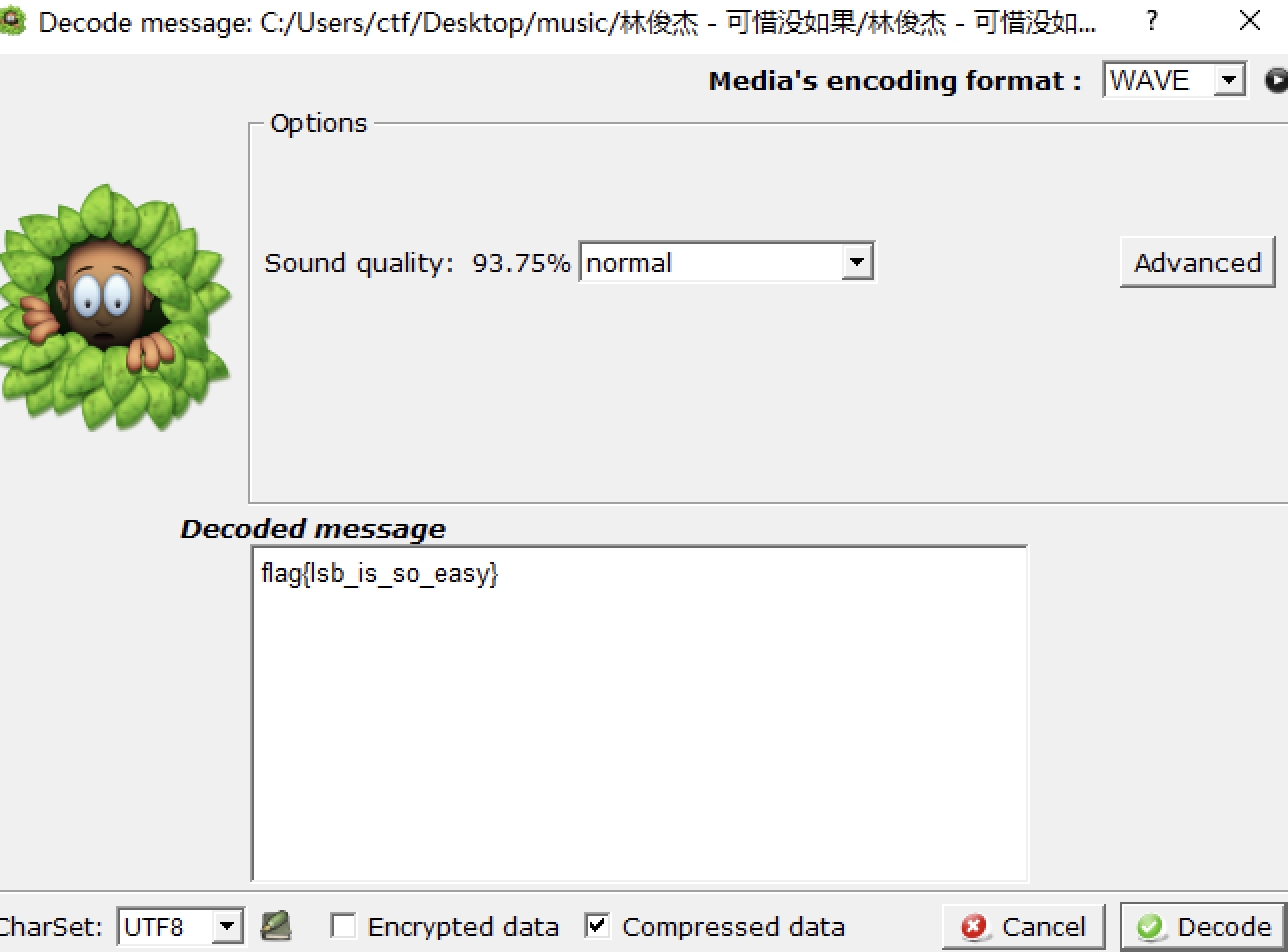 Decode message: C:/Users/ctf/Desktop/music/林俊杰 - 可惜没如果/林俊杰 - 可惜没如... ?
Media's encoding format : WAVE
Options
Sound quality: 93.75% normal Advanced
Decoded message
flag{lsb_is_so_easy}
CharSet: UTF8 Encrypted data Compressed data Cancel Decode